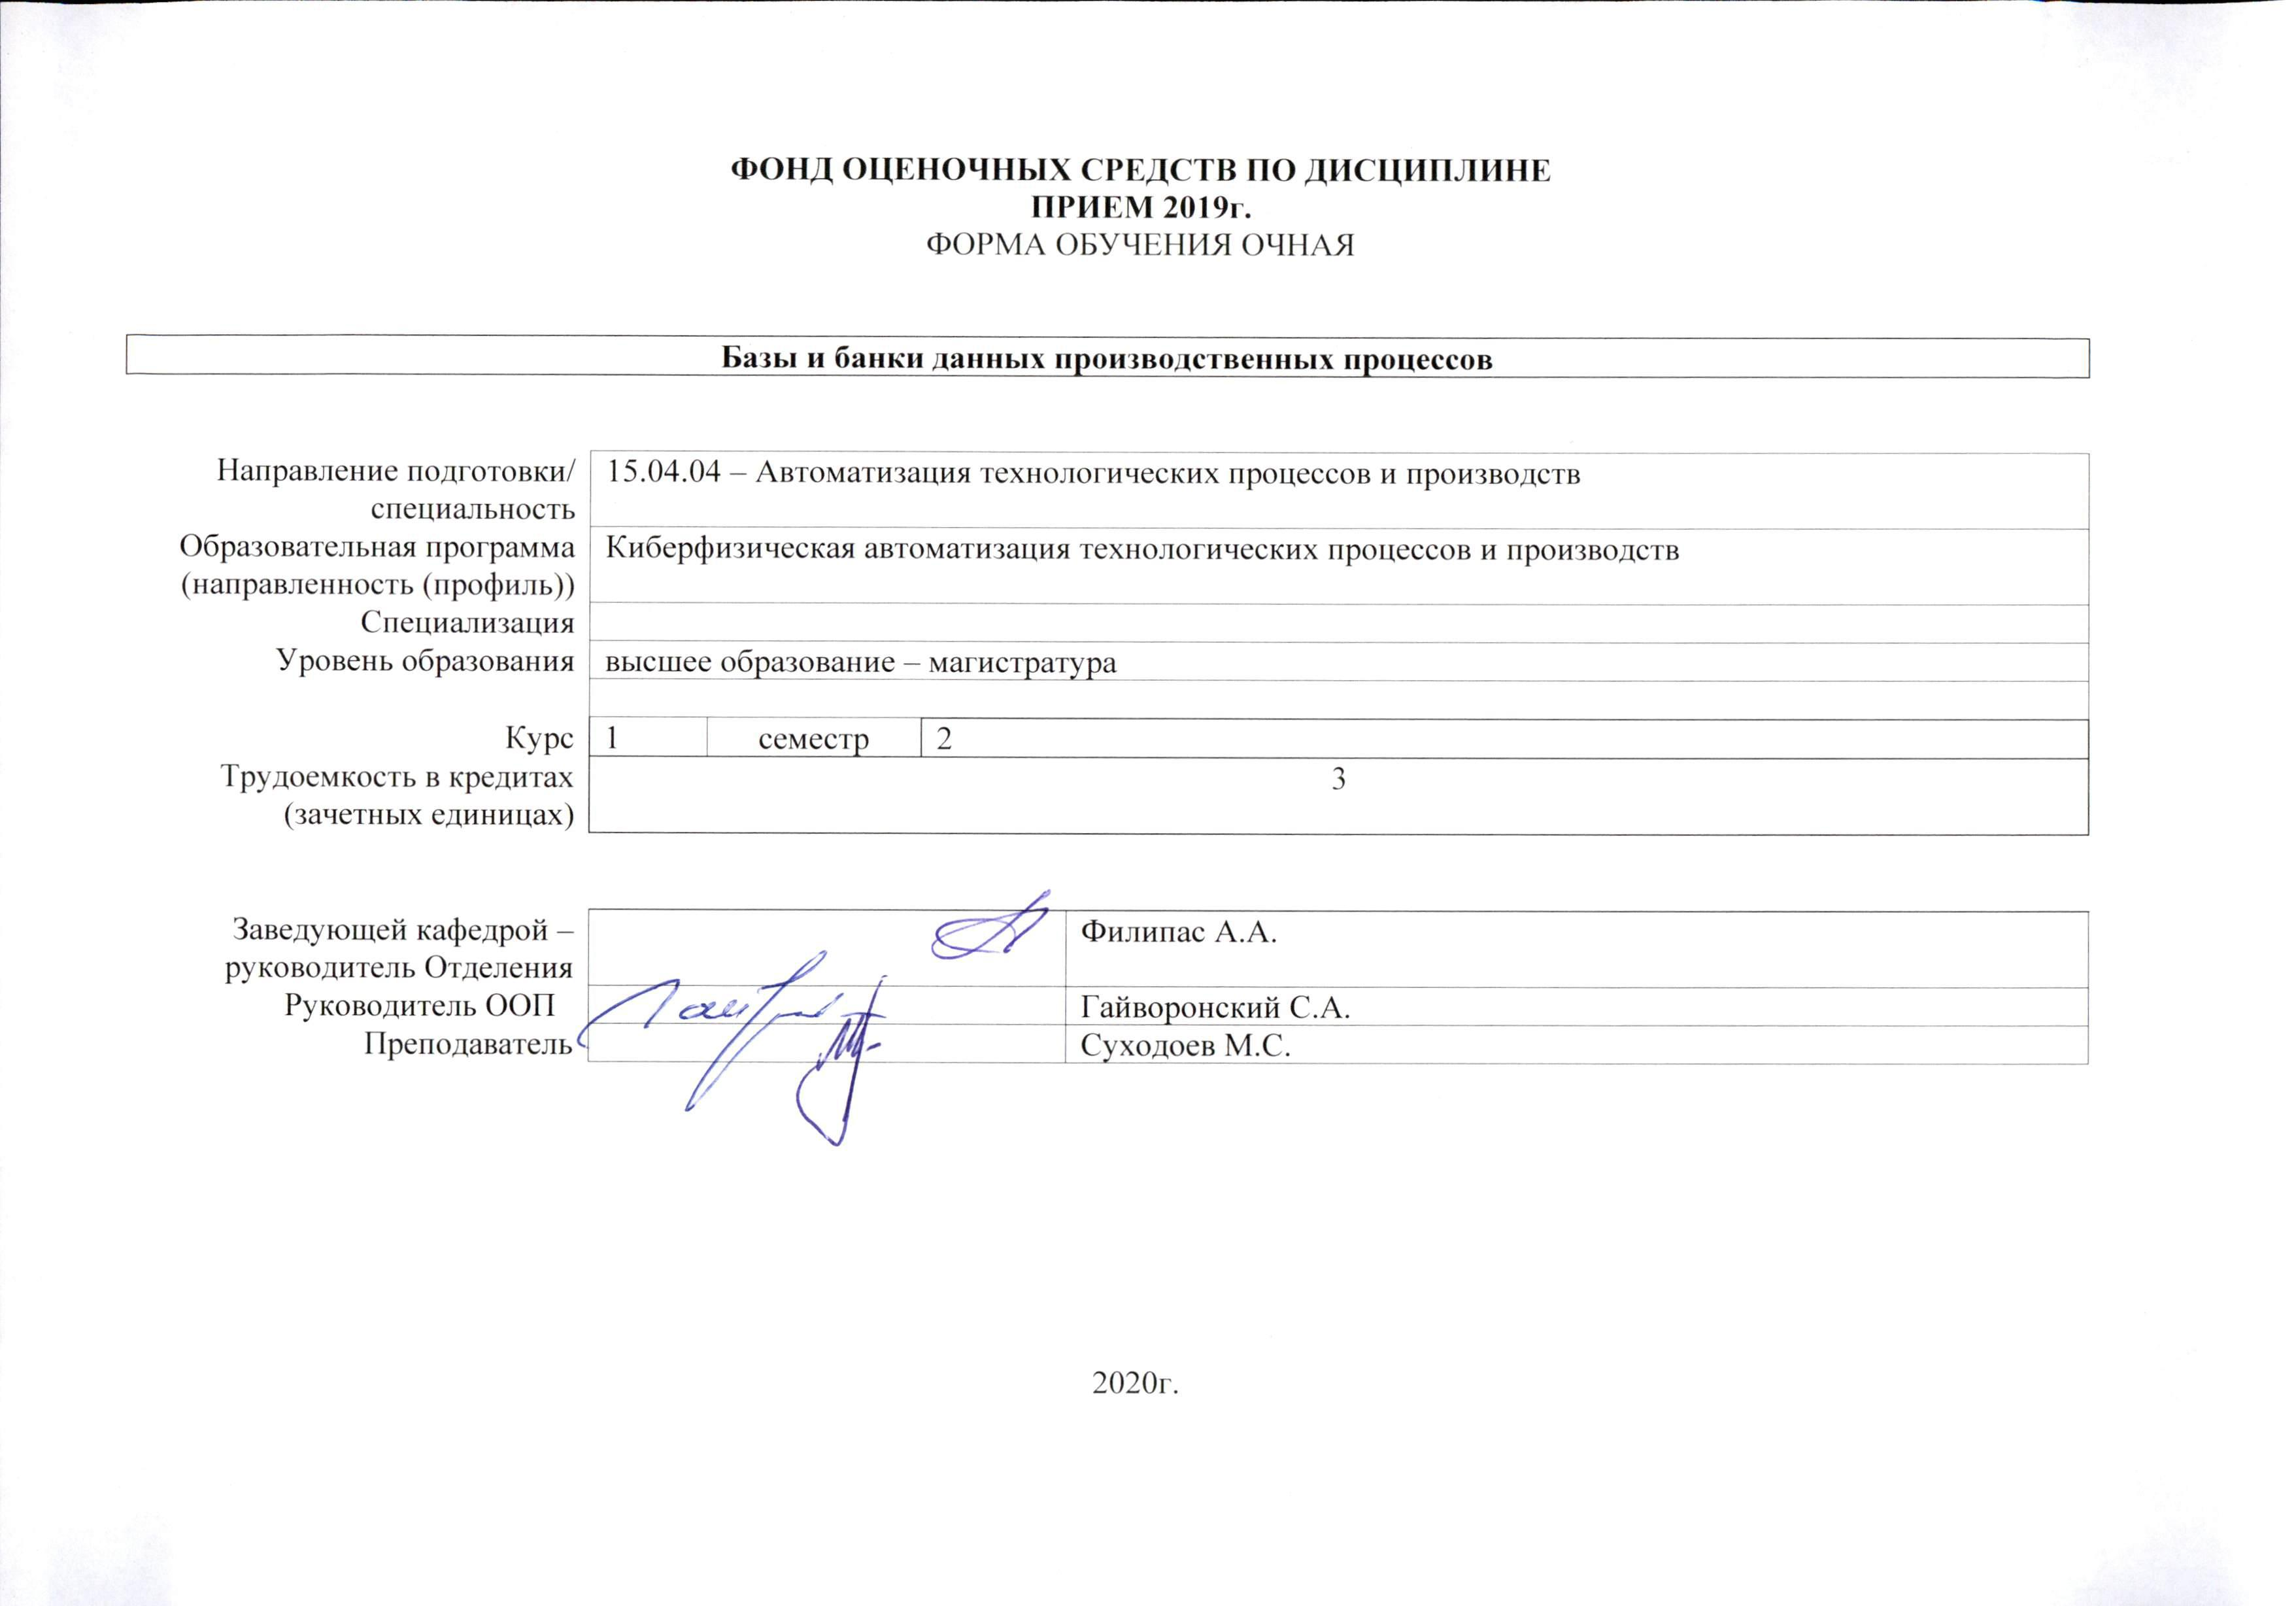 ФОНД ОЦЕНОЧНЫХ СРЕДСТВ ПО ДИСЦИПЛИНЕ
ПРИЕМ 2019г.
ФОРМА ОБУЧЕНИЯ ОЧНАЯ
Базы и банки данных производственных процессов
Направление подготовки/ 15.04.04 – Автоматизация технологических процессов и производств
специальность
Образовательная программа Киберфизическая автоматизация технологических процессов и производств
(направленность (профиль))
Специализация
Уровень образования высшее образование – магистратура
Курс 1 семестр 2
Трудоемкость в кредитах 3
(зачетных единицах)
Заведующей кафедрой – Филипас А.А.
руководитель Отделения
Руководитель ООП Гайворонский С.А.
Преподаватель Суходоев М.С.
2020г.